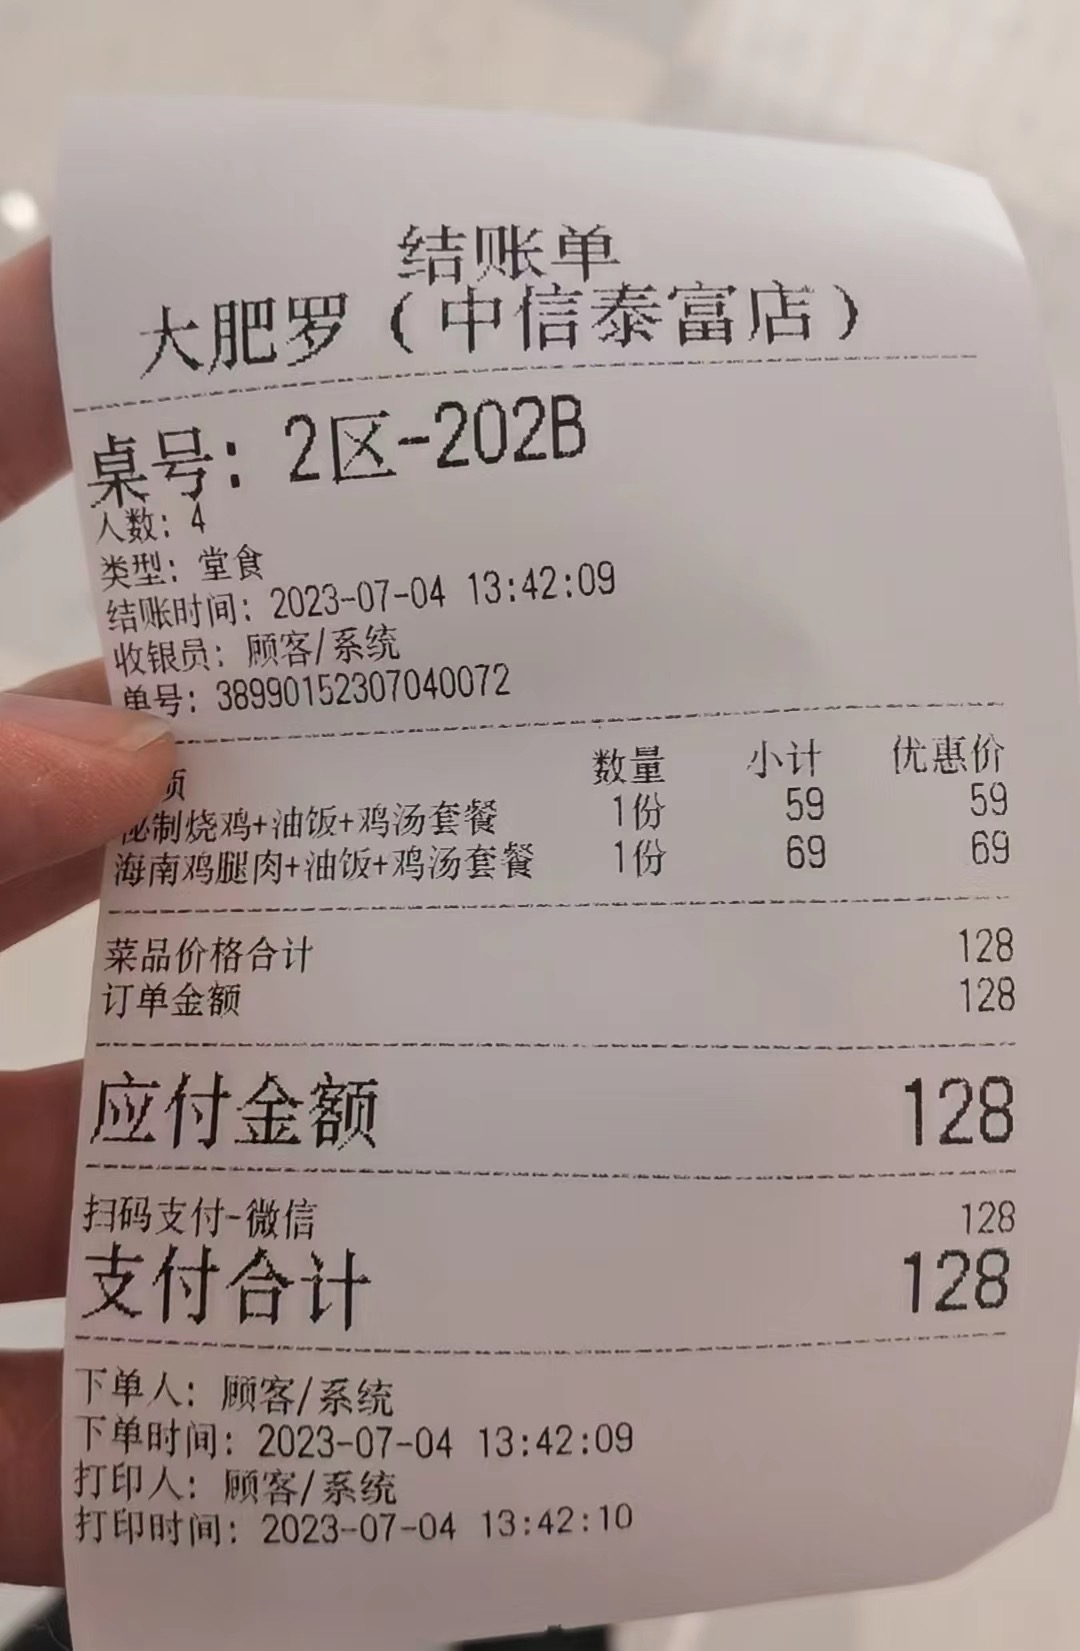 结账单
大肥罗（中信泰富店）
桌号：2区-202B
人数：4
类型：堂食
结账时间：2023-07-04 13:42:09
收银员：顾客/系统
单号：38990152307040072
项 数量 小计 优惠价
秘制烧鸡+油饭+鸡汤套餐 1份 59 59
海南鸡腿肉+油饭+鸡汤套餐 1份 69 69
菜品价格合计 128
订单金额 128
应付金额 128
扫码支付-微信 128
支付合计 128
下单人：顾客/系统
下单时间：2023-07-04 13:42:09
打印人：顾客/系统
打印时间：2023-07-04 13:42:10